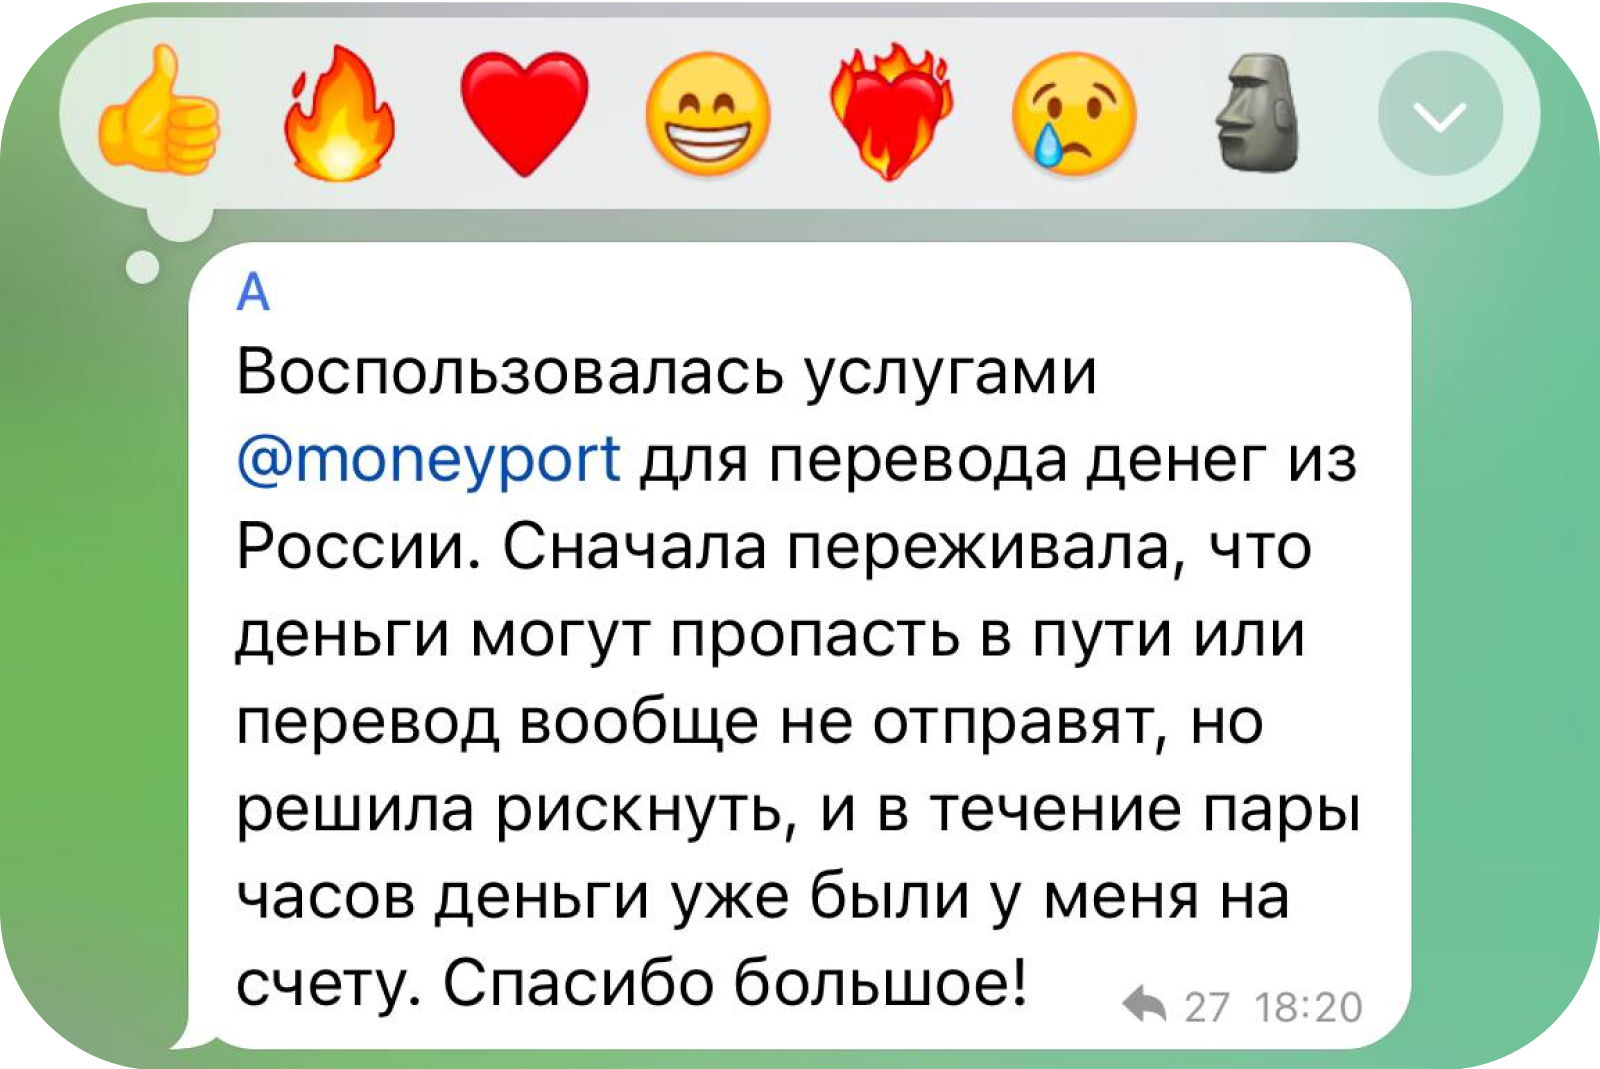 A
Воспользовалась услугами
@moneyport для перевода денег из
России. Сначала переживала, что
деньги могут пропасть в пути или
перевод вообще не отправят, но
решила рискнуть, и в течение пары
часов деньги уже были у меня на
счету. Спасибо большое!
27 18:20